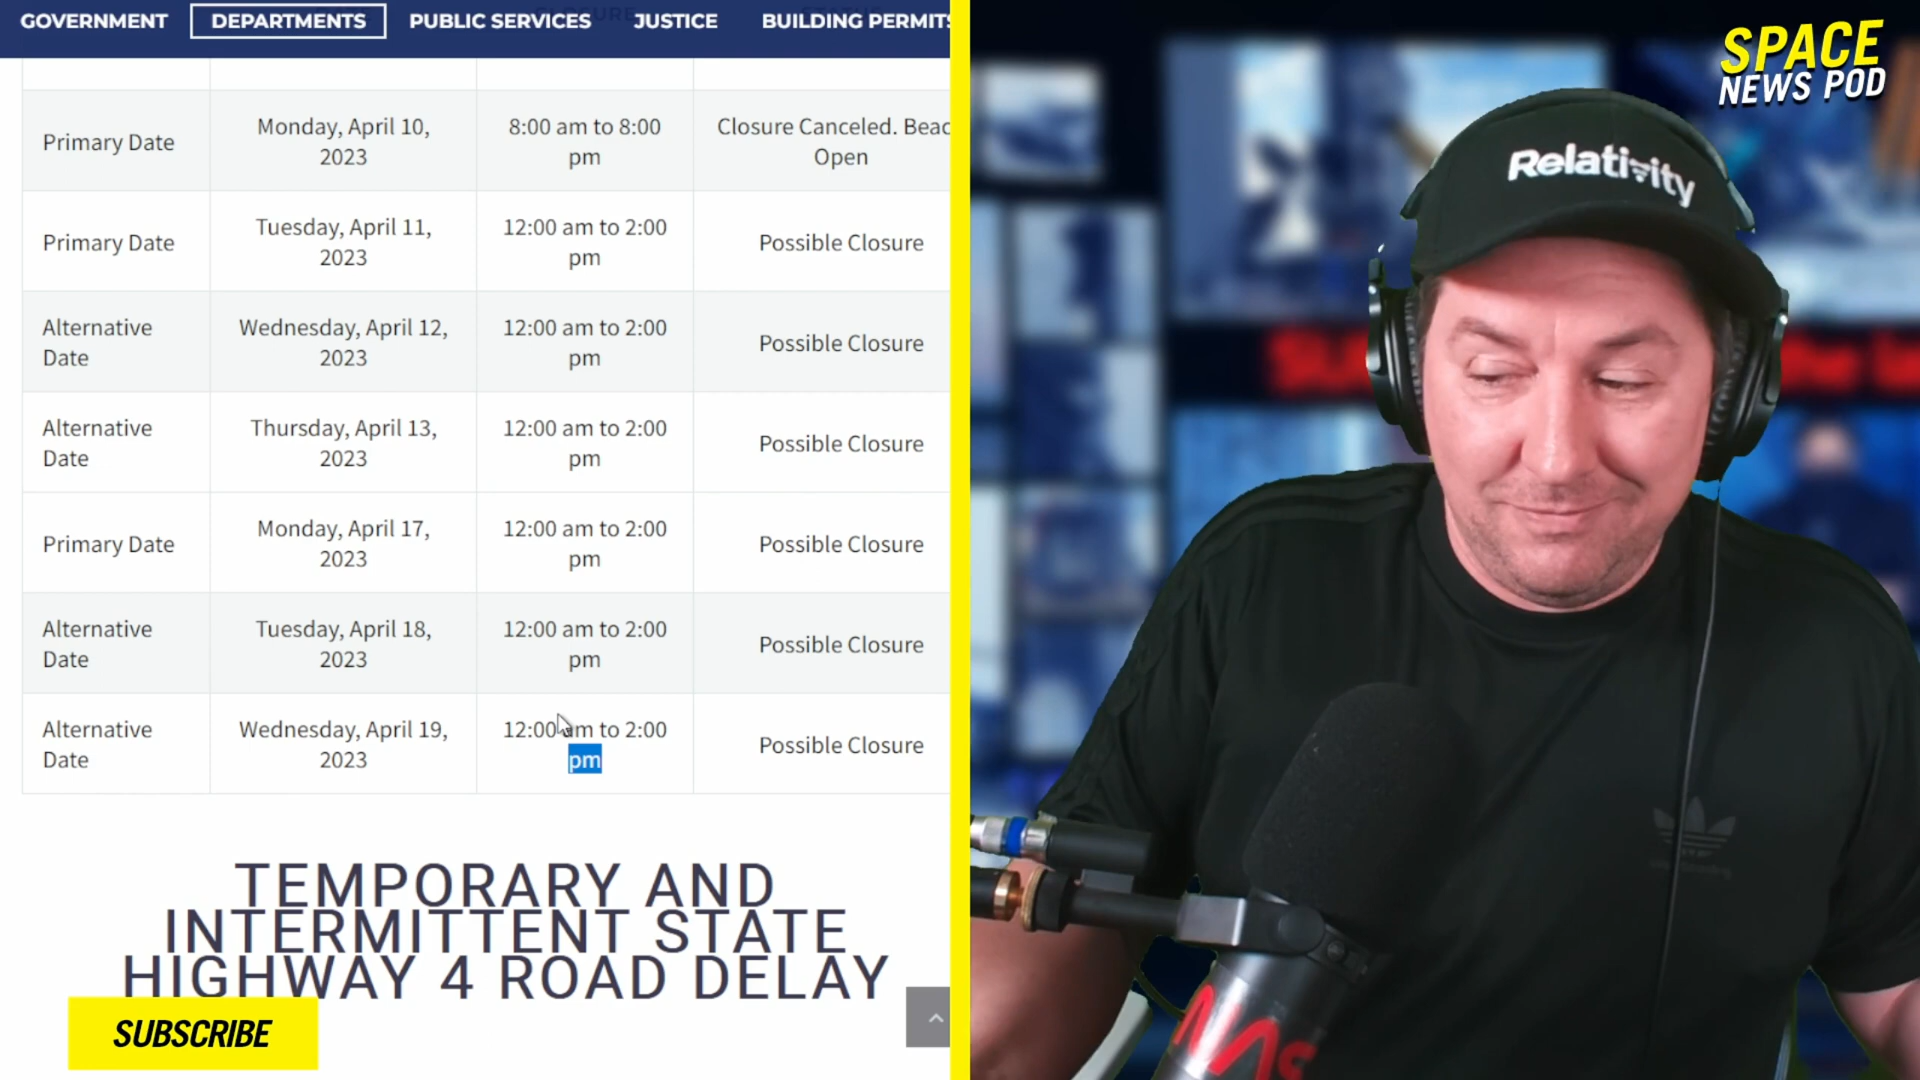 GOVERNMENT DEPARTMENTS PUBLIC SERVICES JUSTICE BUILDING PERMITS
Primary Date
Monday, April 10,
2023
8:00 am to 8:00
pm
Closure Canceled. Beac
Open
Primary Date
Tuesday, April 11,
2023
12:00 am to 2:00
pm
Possible Closure
Alternative
Date
Wednesday, April 12,
2023
12:00 am to 2:00
pm
Possible Closure
Alternative
Date
Thursday, April 13,
2023
12:00 am to 2:00
pm
Possible Closure
Primary Date
Monday, April 17,
2023
12:00 am to 2:00
pm
Possible Closure
Alternative
Date
Tuesday, April 18,
2023
12:00 am to 2:00
pm
Possible Closure
Alternative
Date
Wednesday, April 19,
2023
12:00 am to 2:00
pm
Possible Closure
TEMPORARY AND
INTERMITTENT STATE
HIGHWAY 4 ROAD DELAY
SUBSCRIBE
SPACE
NEWS POD
Relativity